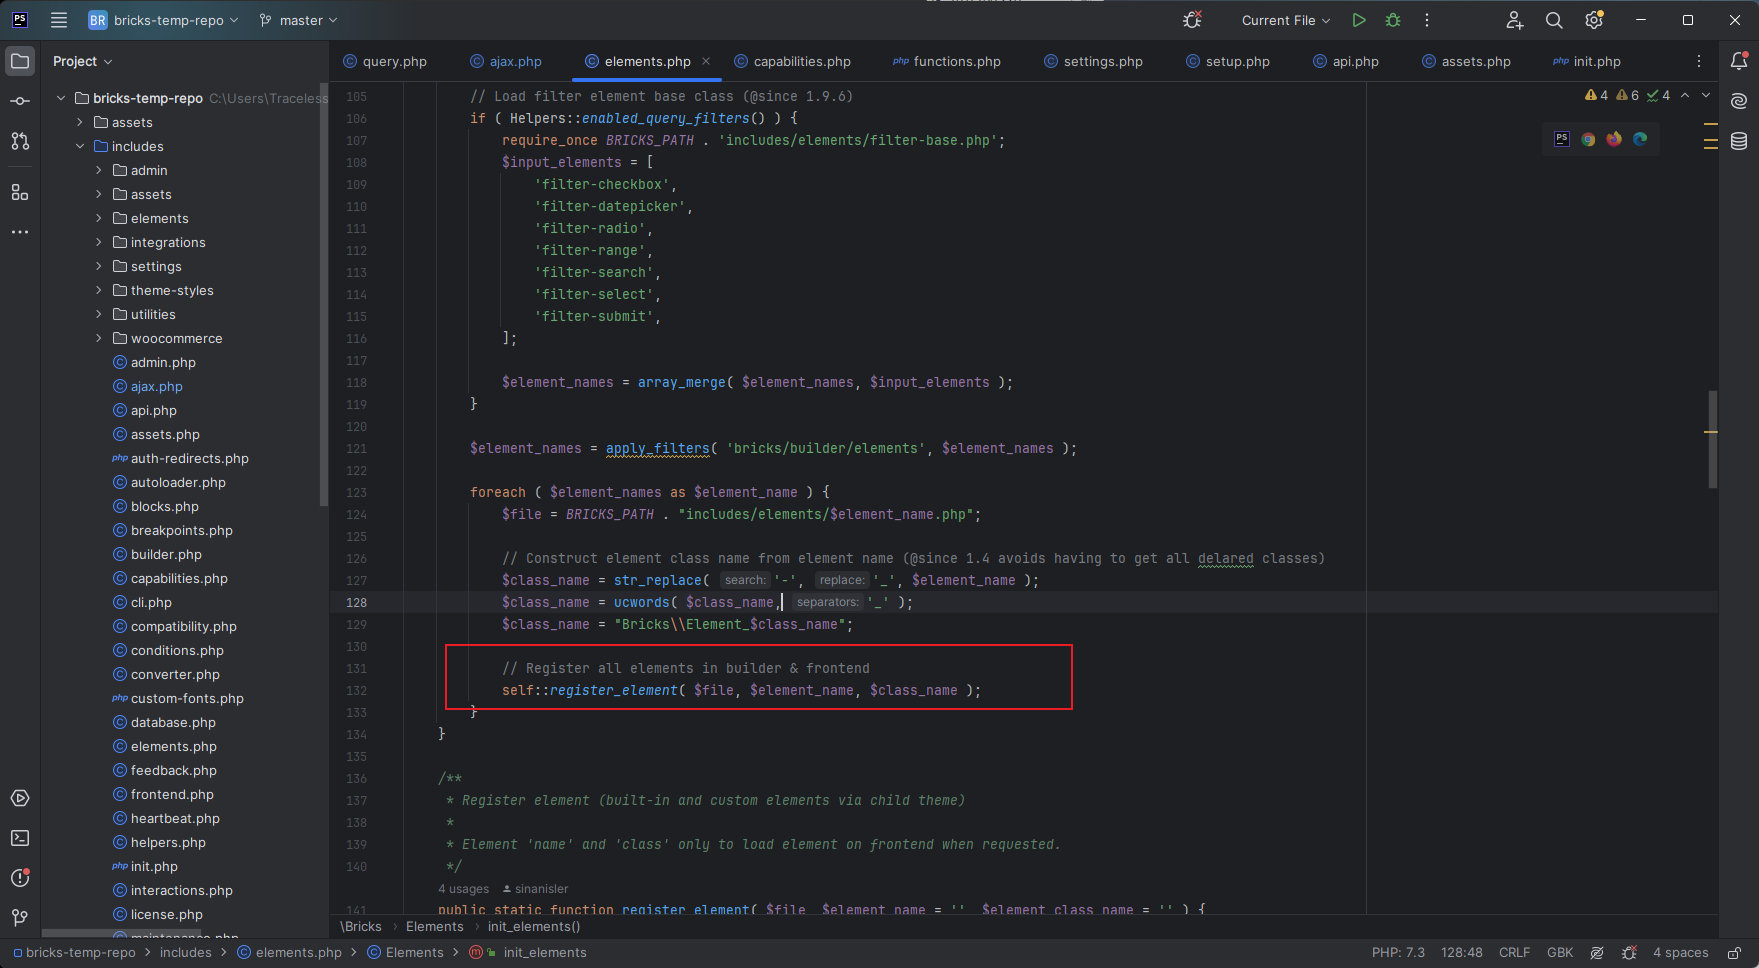 PS
BR bricks-temp-repo
master
Current File
Project
query.php
ajax.php
elements.php
capabilities.php
php functions.php
settings.php
setup.php
api.php
assets.php
php init.php
bricks-temp-repo C:\Users\Traceless
assets
includes
admin
assets
elements
integrations
settings
theme-styles
utilities
woocommerce
admin.php
ajax.php
api.php
assets.php
php auth-redirects.php
autoloader.php
blocks.php
breakpoints.php
builder.php
capabilities.php
cli.php
compatibility.php
conditions.php
converter.php
php custom-fonts.php
database.php
elements.php
feedback.php
frontend.php
heartbeat.php
helpers.php
php init.php
interactions.php
license.php
maintenance.php
4 6 4
PS
105 // Load filter element base class (@since 1.9.6)
106 if ( Helpers::enabled_query_filters() ) {
107 require_once BRICKS_PATH . 'includes/elements/filter-base.php';
108 $input_elements = [
109 'filter-checkbox',
110 'filter-datepicker',
111 'filter-radio',
112 'filter-range',
113 'filter-search',
114 'filter-select',
115 'filter-submit',
116 ];
117
118 $element_names = array_merge( $element_names, $input_elements );
119 }
120
121 $element_names = apply_filters( 'bricks/builder/elements', $element_names );
122
123 foreach ( $element_names as $element_name ) {
124 $file = BRICKS_PATH . "includes/elements/$element_name.php";
125
126 // Construct element class name from element name (@since 1.4 avoids having to get all delared classes)
127 $class_name = str_replace( search: '-', replace: '_', $element_name );
128 $class_name = ucwords( $class_name, separators: '_' );
129 $class_name = "Bricks\\Element_$class_name";
130
131 // Register all elements in builder & frontend
132 self::register_element( $file, $element_name, $class_name );
133 }
134 }
135
136 /**
137 * Register element (built-in and custom elements via child theme)
138 *
139 * Element 'name' and 'class' only to load element on frontend when requested.
140 */
4 usages sinanisler
141 public static function register_element( $file, $element_name = '', $element_class_name = '' ) {
\Bricks > Elements > init_elements()
bricks-temp-repo > includes > elements.php > Elements > m init_elements
PHP: 7.3 128:48 CRLF GBK 4 spaces